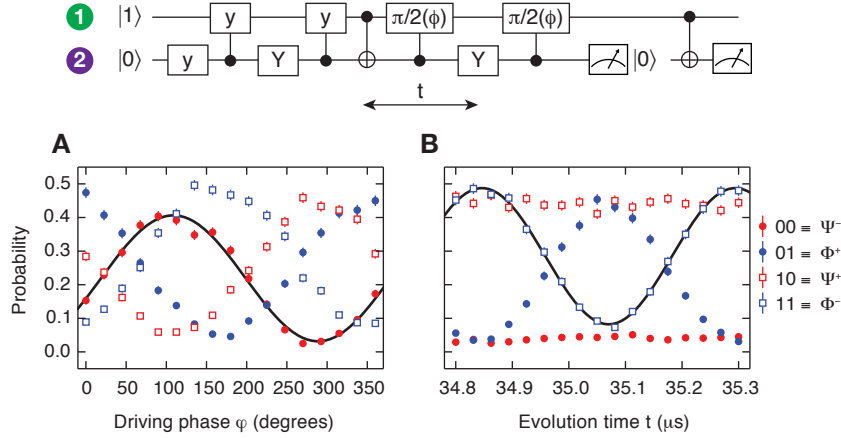 1 |1⟩ y y π/2(ϕ) π/2(ϕ)
2 |0⟩ y Y Y |0⟩
t
A B
Probability
0.5
0.4
0.3
0.2
0.1
0.0
0 50 100 150 200 250 300 350
34.8 34.9 35.0 35.1 35.2 35.3
Driving phase φ (degrees)
Evolution time t (μs)
00 ≡ Ψ⁻
01 ≡ Φ⁺
10 ≡ Ψ⁺
11 ≡ Φ⁻